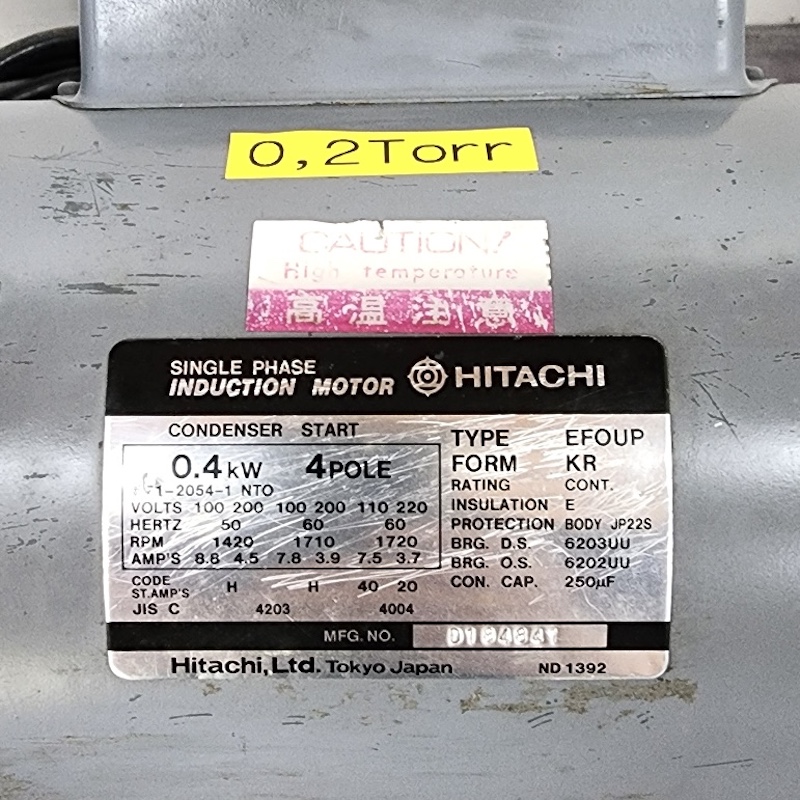 0,2Torr
CAUTION!
High temperature
高温注意
SINGLE PHASE
INDUCTION MOTOR HITACHI
CONDENSER START
0.4kW 4POLE
1-2054-1 NTO
VOLTS 100 200 100 200 110 220
HERTZ 50 60 60
RPM 1420 1710 1720
AMP'S 8.8 4.5 7.8 3.9 7.5 3.7
CODE H H 40 20
ST.AMP'S
JIS C 4203 4004
TYPE EFOUP
FORM KR
RATING CONT.
INSULATION E
PROTECTION BODY JP22S
BRG. D.S. 6203UU
BRG. O.S. 6202UU
CON. CAP. 250μF
MFG. NO.
Hitachi, Ltd. Tokyo Japan ND 1392